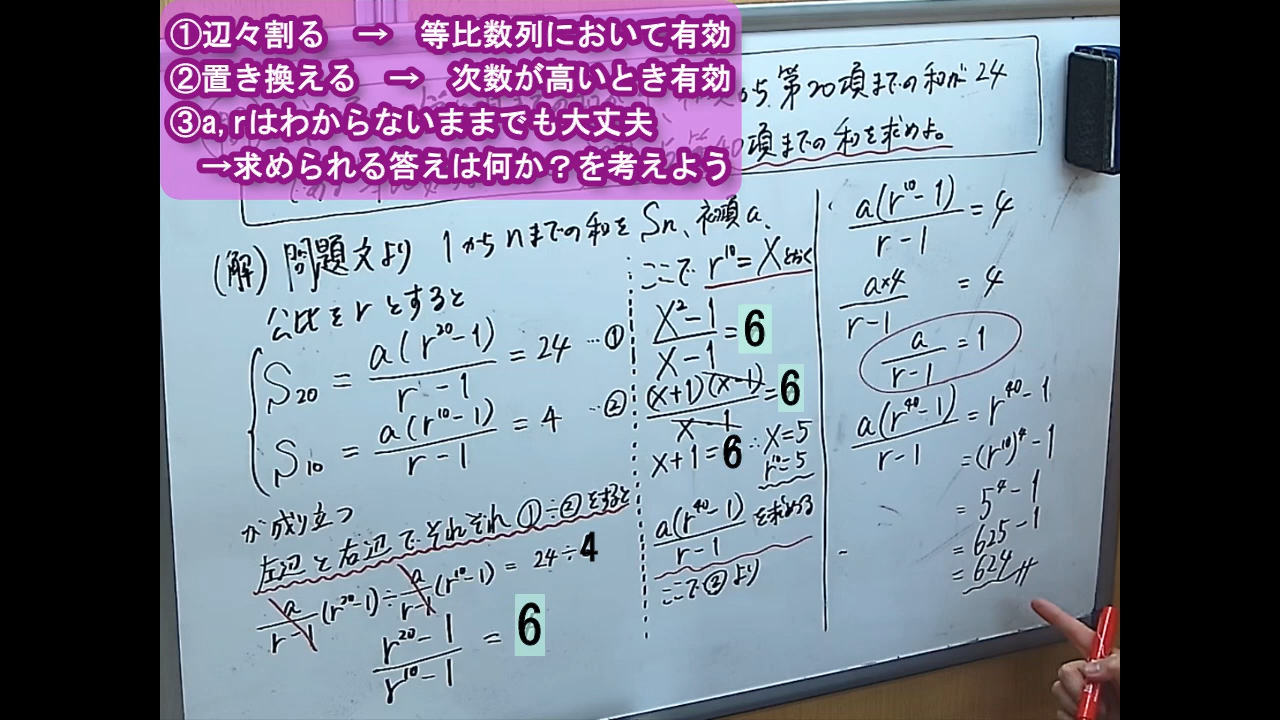 ①辺々割る → 等比数列において有効
②置き換える → 次数が高いとき有効
③a,rはわからないままでも大丈夫
→求められる答えは何か？を考えよう
から第20項までの和が24
項までの和を求めよ。
(解) 問題文より 1からnまでの和をSn、初項a、
公比をrとすると
S20 = a(r^20-1)/(r-1) = 24 …①
S10 = a(r^10-1)/(r-1) = 4 …②
が成り立つ
左辺と右辺でそれぞれ①÷②をすると
a/(r-1)(r^20-1)÷a/(r-1)(r^10-1) = 24÷4
(r^20-1)/(r^10-1) = 6
ここで r^10=X とおく
(X^2-1)/(X-1) = 6
(X+1)(X-1)/(X-1) = 6
X+1=6 ∴X=5
r^10=5
a(r^40-1)/(r-1) を求める
ここで②より
a(r^10-1)/(r-1) = 4
a×4/(r-1) = 4
a/(r-1) = 1
a(r^40-1)/(r-1) = r^40-1
=(r^10)^4-1
= 5^4-1
= 625-1
= 624